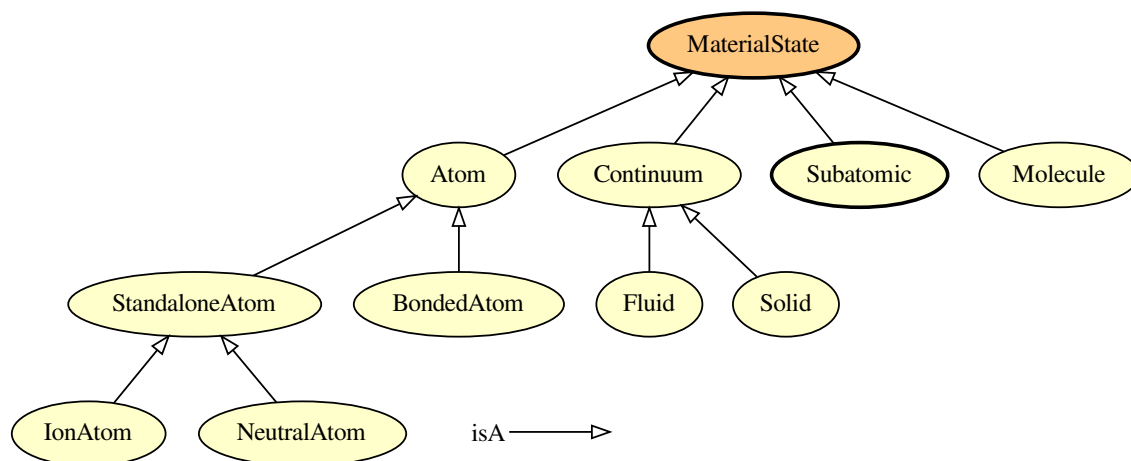 MaterialState
Atom
Continuum
Subatomic
Molecule
StandaloneAtom
BondedAtom
Fluid
Solid
IonAtom
NeutralAtom
isA